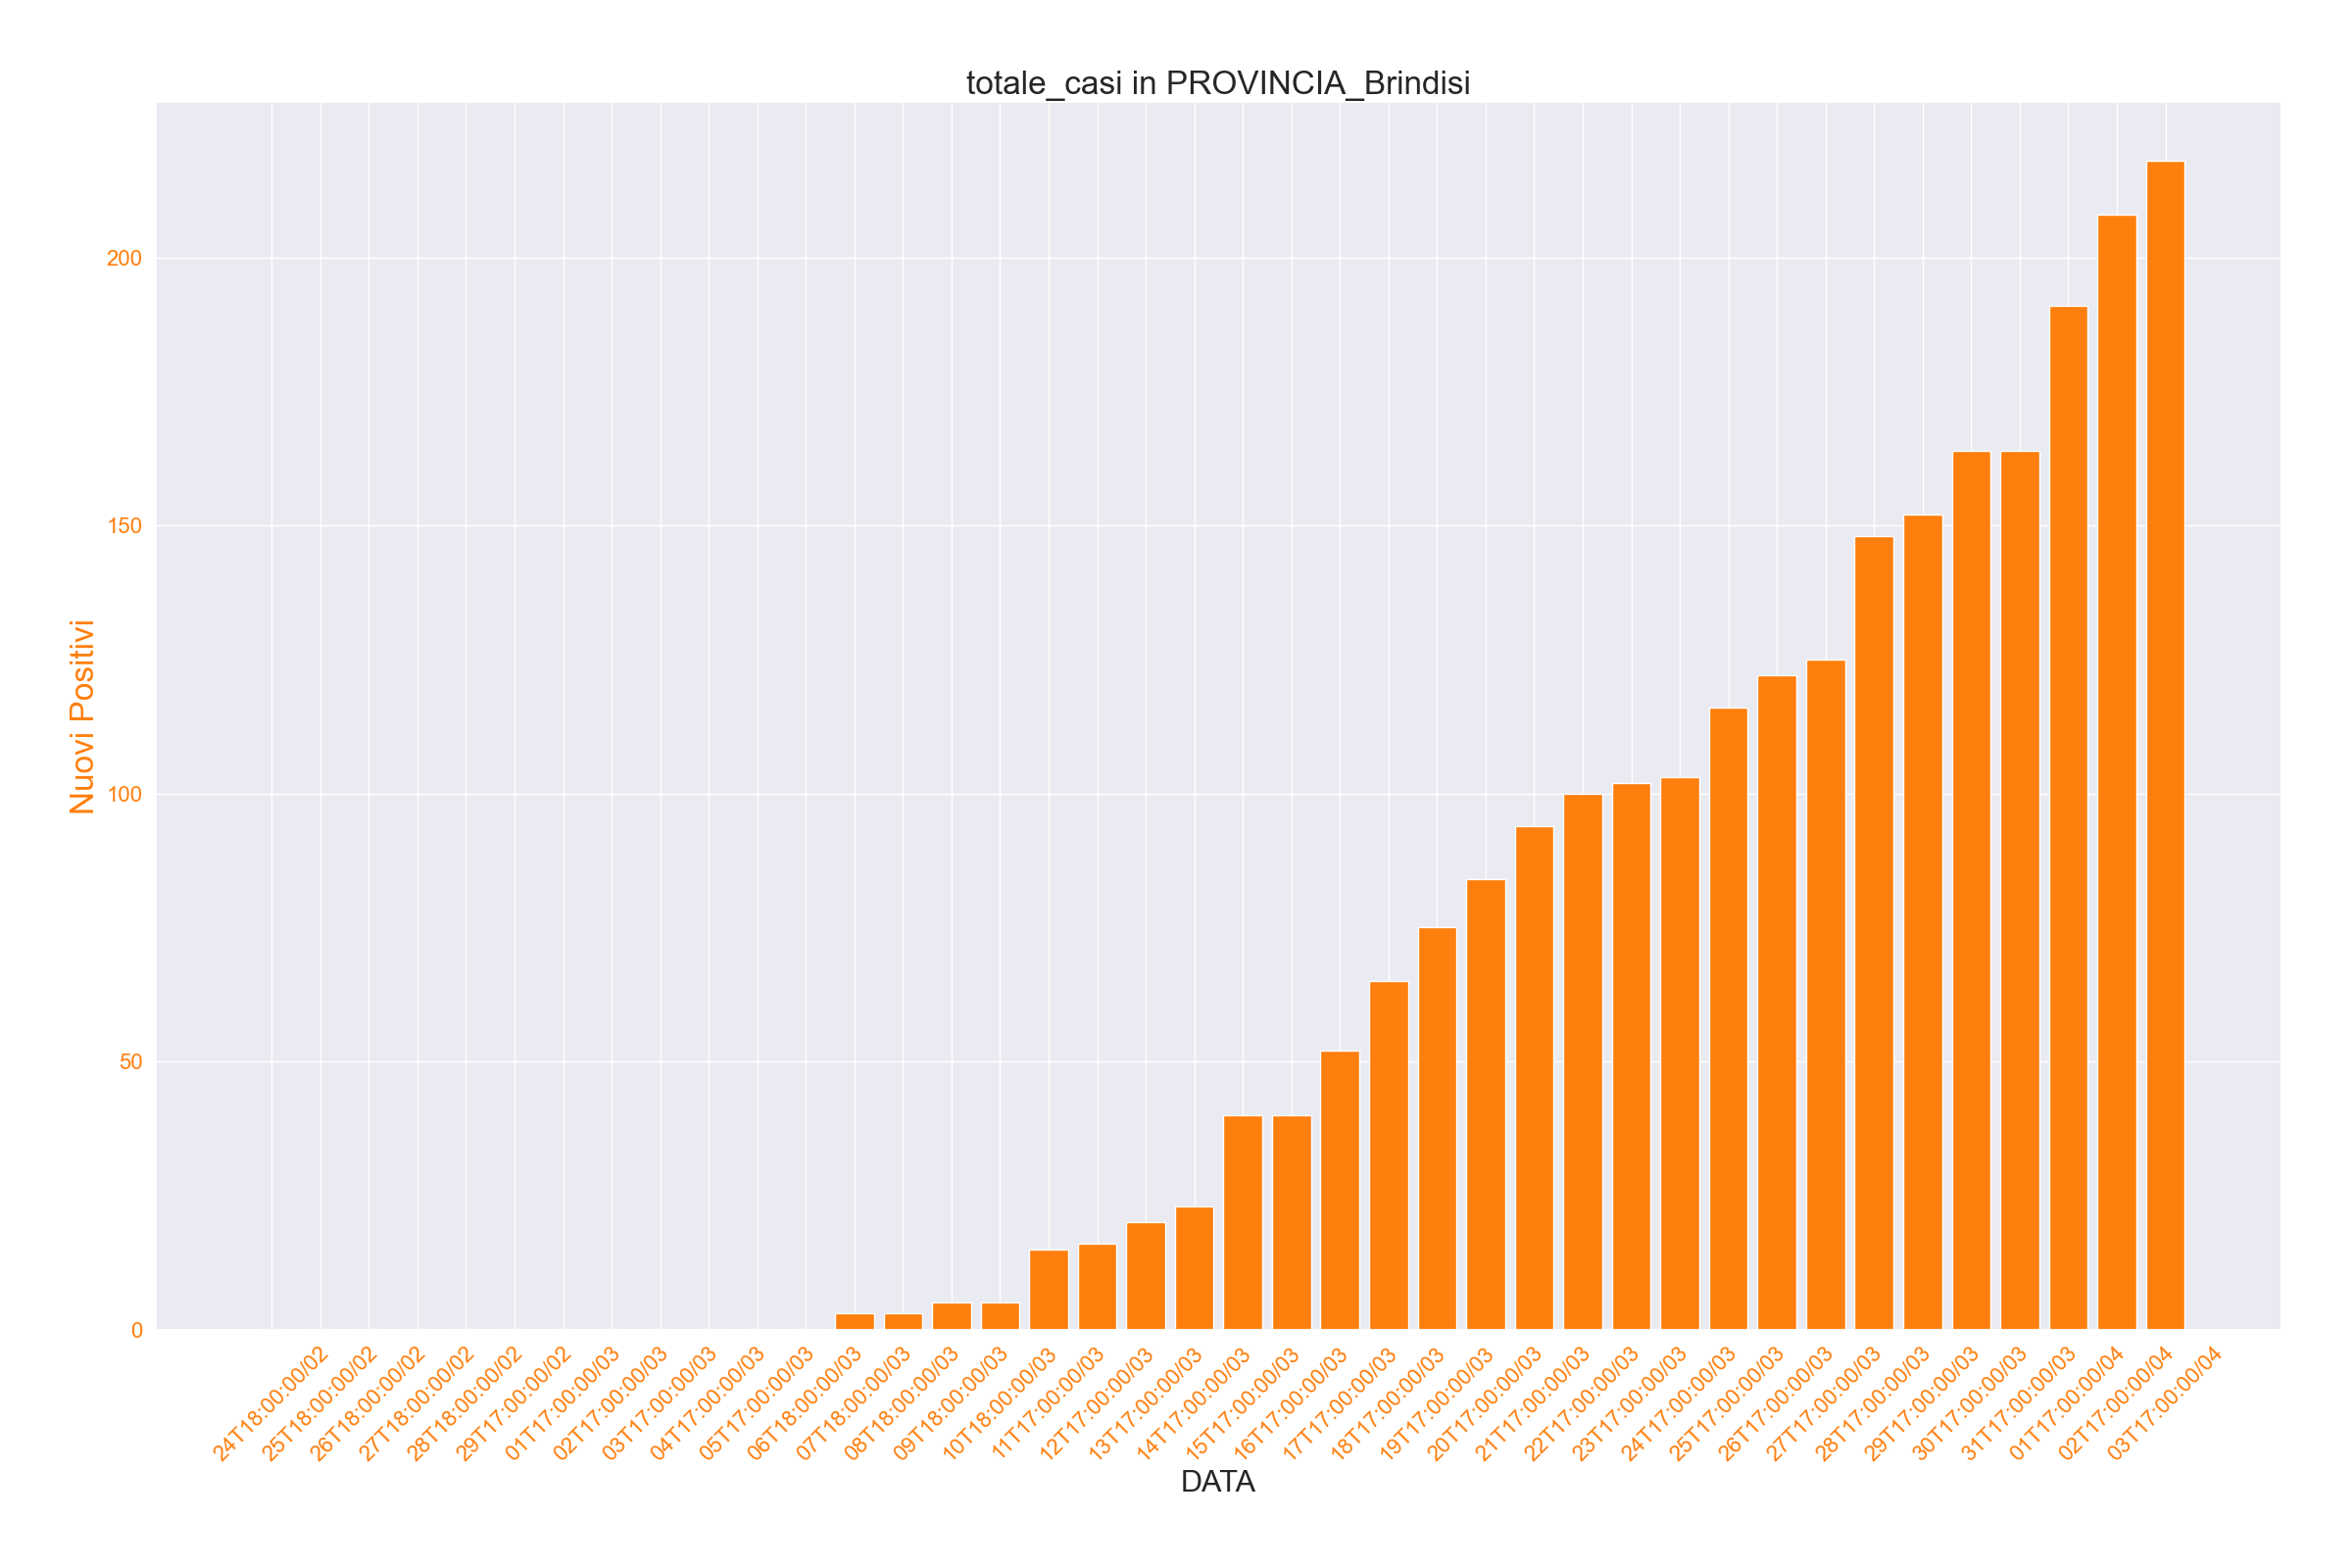 totale_casi in PROVINCIA_Brindisi
Nuovi Positivi
200
150
100
50
0
24T18:00:00/02
25T18:00:00/02
26T18:00:00/02
27T18:00:00/02
28T18:00:00/02
29T17:00:00/02
01T17:00:00/03
02T17:00:00/03
03T17:00:00/03
04T17:00:00/03
05T17:00:00/03
06T18:00:00/03
07T18:00:00/03
08T18:00:00/03
09T18:00:00/03
10T18:00:00/03
11T17:00:00/03
12T17:00:00/03
13T17:00:00/03
14T17:00:00/03
15T17:00:00/03
16T17:00:00/03
17T17:00:00/03
18T17:00:00/03
19T17:00:00/03
20T17:00:00/03
21T17:00:00/03
22T17:00:00/03
23T17:00:00/03
24T17:00:00/03
25T17:00:00/03
26T17:00:00/03
27T17:00:00/03
28T17:00:00/03
29T17:00:00/03
30T17:00:00/03
31T17:00:00/03
01T17:00:00/04
02T17:00:00/04
03T17:00:00/04
DATA